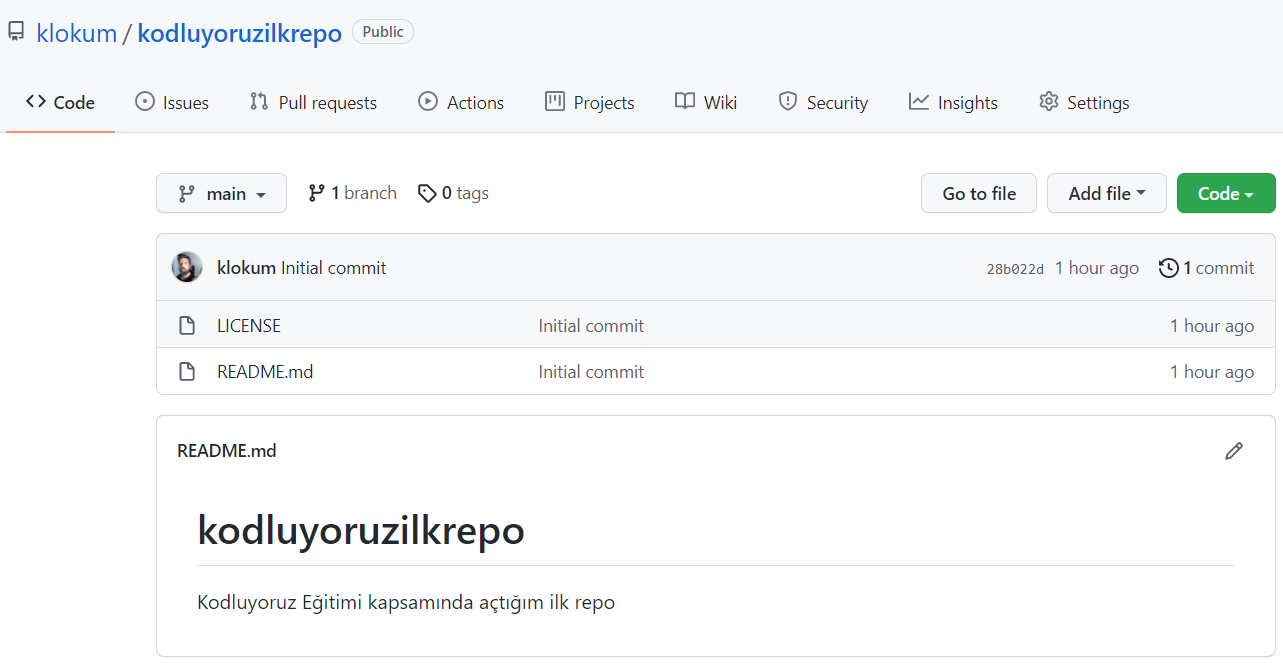 klokum / kodluyoruzilkrepo Public
Code Issues Pull requests Actions Projects Wiki Security Insights Settings
main 1 branch 0 tags Go to file Add file Code
klokum Initial commit 28b022d 1 hour ago 1 commit
LICENSE Initial commit 1 hour ago
README.md Initial commit 1 hour ago
README.md
kodluyoruzilkrepo
Kodluyoruz Eğitimi kapsamında açtığım ilk repo